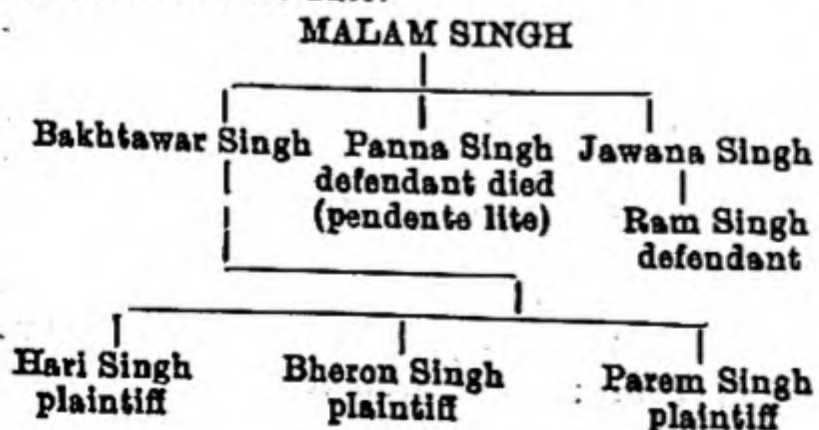 MALAM SINGH
Bakhtawar Singh Panna Singh Jawana Singh
defendant died
(pendente lite) Ram Singh
defendant
Hari Singh Bheron Singh Parem Singh
plaintiff plaintiff plaintiff